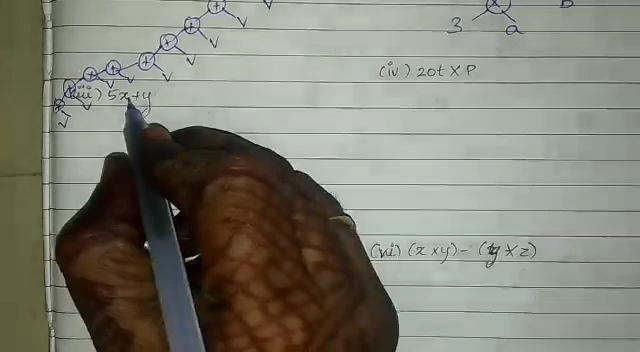 + v
+ v
+ v
+ v
+ v
+ v
+ v
+ v
v
x b
3 a
(iii) 5x+y
(iv) 20t X P
(vi) (x x y) - (y X z)